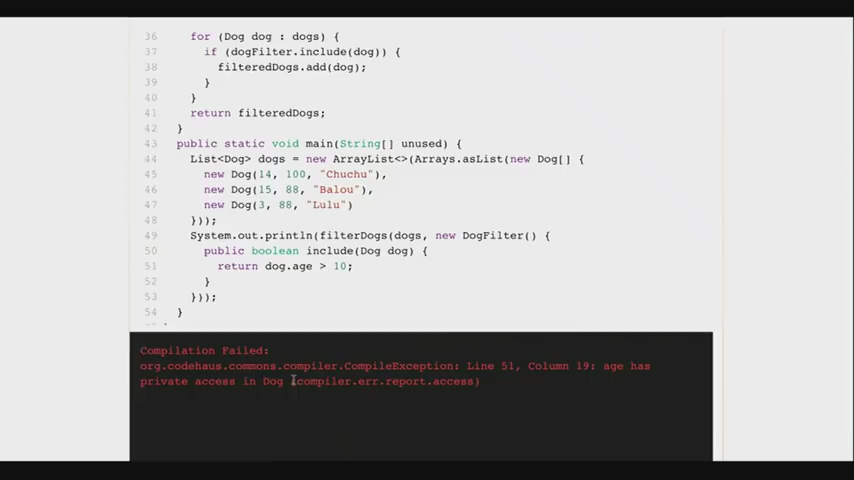 36 for (Dog dog : dogs) {
37 if (dogFilter.include(dog)) {
38 filteredDogs.add(dog);
39 }
40 }
41 return filteredDogs;
42 }
43 public static void main(String[] unused) {
44 List<Dog> dogs = new ArrayList<>(Arrays.asList(new Dog[] {
45 new Dog(14, 100, "Chuchu"),
46 new Dog(15, 88, "Balou"),
47 new Dog(3, 88, "Lulu")
48 }));
49 System.out.println(filterDogs(dogs, new DogFilter() {
50 public boolean include(Dog dog) {
51 return dog.age > 10;
52 }
53 }));
54 }
Compilation Failed:
org.codehaus.commons.compiler.CompileException: Line 51, Column 19: age has
private access in Dog (compiler.err.report.access)